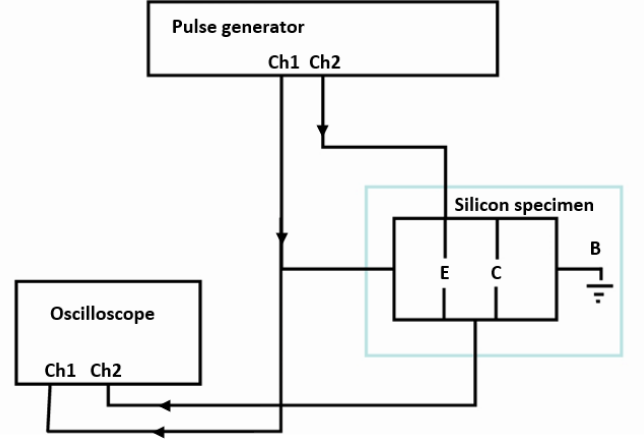 Pulse generator
Ch1 Ch2
Silicon specimen
B
E C
Oscilloscope
Ch1 Ch2